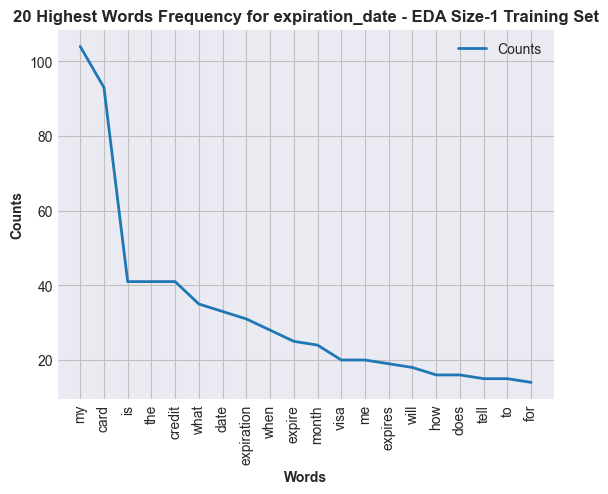 20 Highest Words Frequency for expiration_date - EDA Size-1 Training Set
Counts
100
80
60
40
20
Counts
my
card
is
the
credit
what
date
expiration
when
expire
month
visa
me
expires
will
how
does
tell
to
for
Words